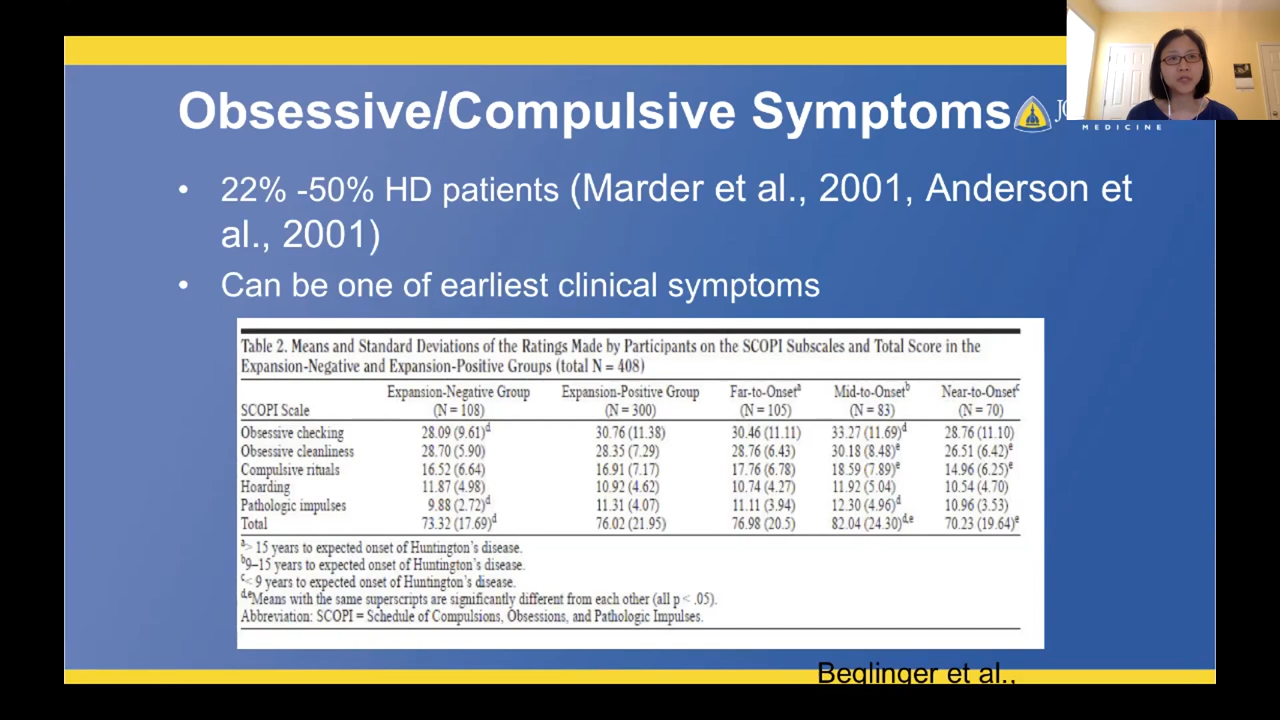 Obsessive/Compulsive Symptoms
MEDICINE
• 22% -50% HD patients (Marder et al., 2001, Anderson et
al., 2001)
• Can be one of earliest clinical symptoms
Table 2. Means and Standard Deviations of the Ratings Made by Participants on the SCOPI Subscales and Total Score in the
Expansion-Negative and Expansion-Positive Groups (total N = 408)
Expansion-Negative Group Expansion-Positive Group Far-to-Onsetᵃ Mid-to-Onsetᵇ Near-to-Onsetᶜ
SCOPI Scale (N = 108) (N = 300) (N = 105) (N = 83) (N = 70)
Obsessive checking 28.09 (9.61)ᵈ 30.76 (11.38) 30.46 (11.11) 33.27 (11.69)ᵈ 28.76 (11.10)
Obsessive cleanliness 28.70 (5.90) 28.35 (7.29) 28.76 (6.43) 30.18 (8.48)ᵉ 26.51 (6.42)ᵉ
Compulsive rituals 16.52 (6.64) 16.91 (7.17) 17.76 (6.78) 18.59 (7.89)ᵉ 14.96 (6.25)ᵉ
Hoarding 11.87 (4.98) 10.92 (4.62) 10.74 (4.27) 11.92 (5.04) 10.54 (4.70)
Pathologic impulses 9.88 (2.72)ᵈ 11.31 (4.07) 11.11 (3.94) 12.30 (4.96)ᵈ 10.96 (3.53)
Total 73.32 (17.69)ᵈ 76.02 (21.95) 76.98 (20.5) 82.04 (24.30)ᵈ,ᵉ 70.23 (19.64)ᵉ
ᵃ> 15 years to expected onset of Huntington's disease.
ᵇ9–15 years to expected onset of Huntington's disease.
ᶜ< 9 years to expected onset of Huntington's disease.
ᵈ,ᵉMeans with the same superscripts are significantly different from each other (all p < .05).
Abbreviation: SCOPI = Schedule of Compulsions, Obsessions, and Pathologic Impulses.
Beglinger et al.,